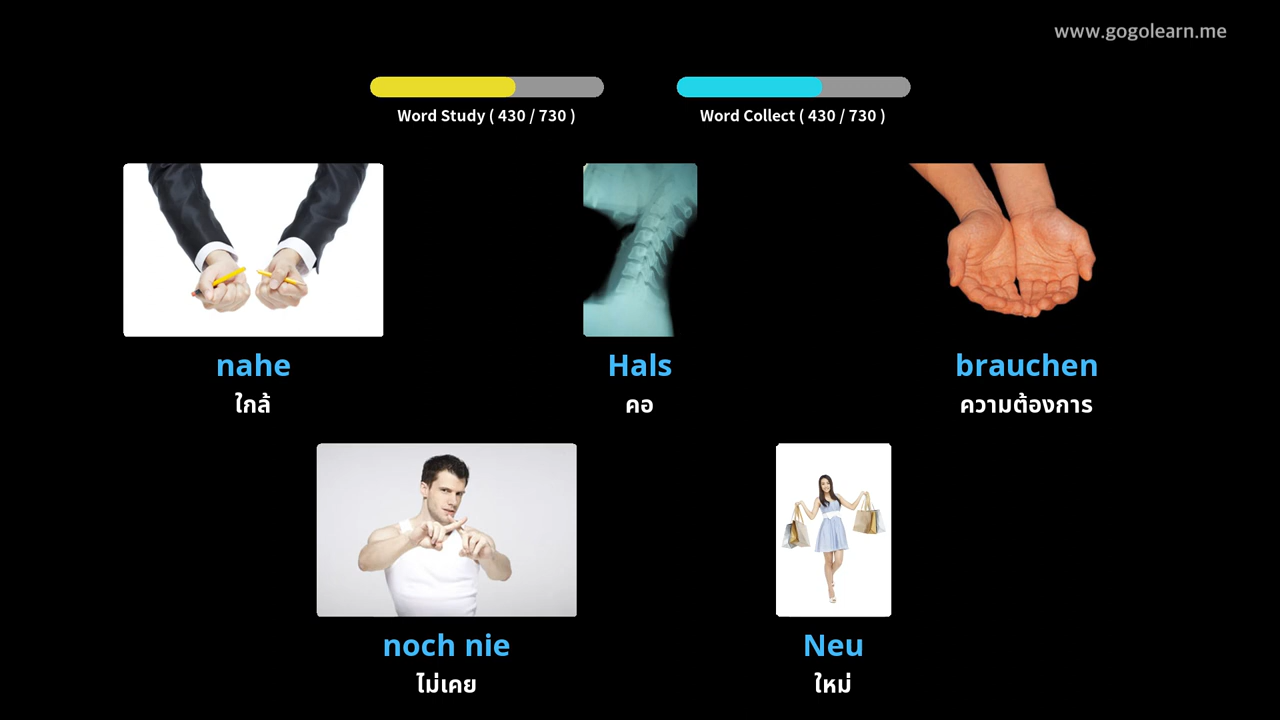 www.gogolearn.me
Word Study ( 430 / 730 )
Word Collect ( 430 / 730 )
nahe
ใกล้
Hals
คอ
brauchen
ความต้องการ
noch nie
ไม่เคย
Neu
ใหม่